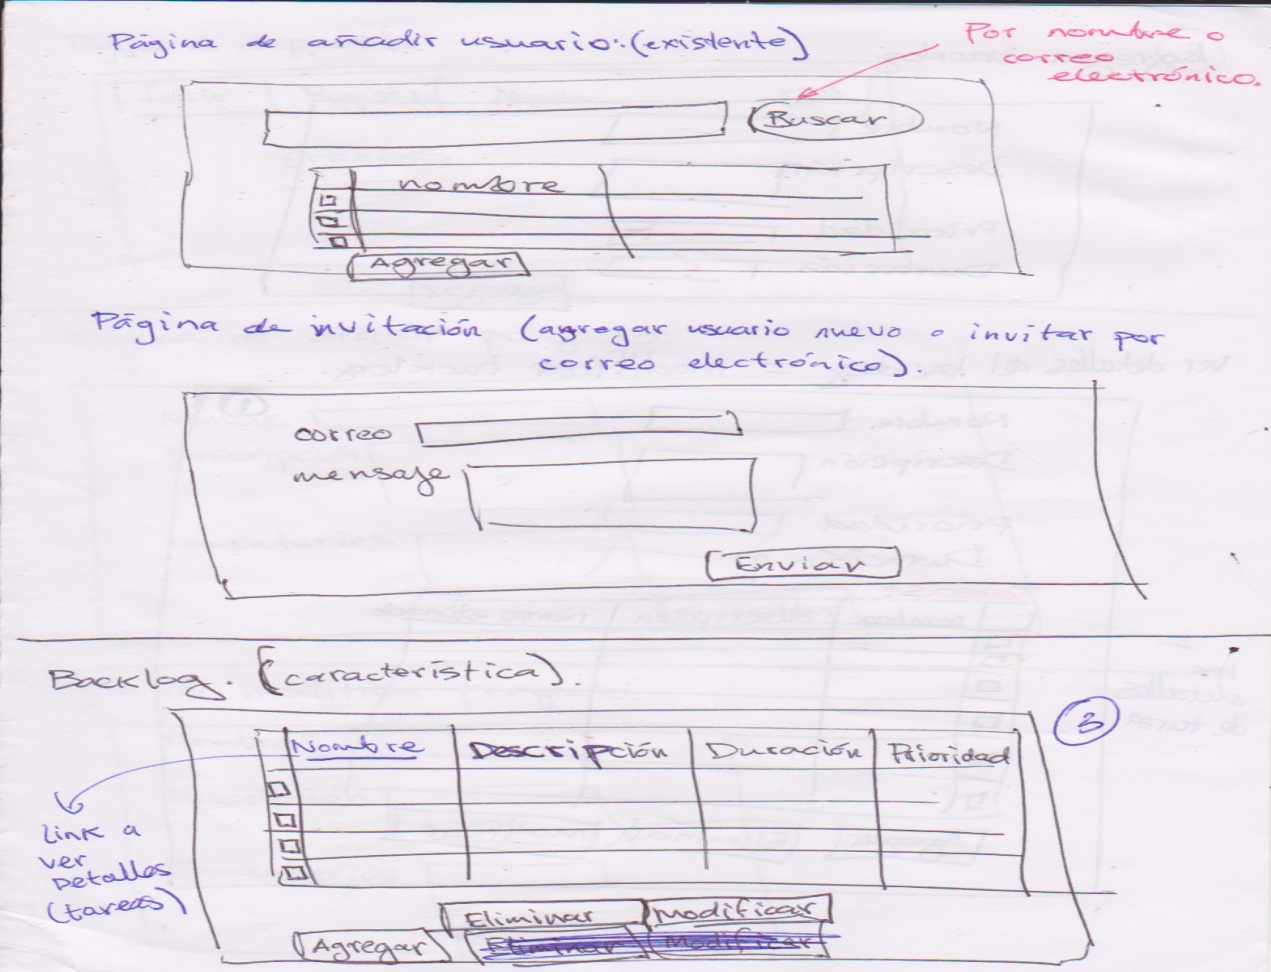 Página de añadir usuario: (existente)
Por nombre o
correo
electrónico.
Buscar
nombre
Agregar
Página de invitación (agregar usuario nuevo o invitar por
correo electrónico).
correo
mensaje
Enviar
Backlog. (característica).
3
Nombre Descripción Duración Prioridad
Link a
ver
Detalles
(tareas)
Eliminar Modificar
Agregar Eliminar Modificar